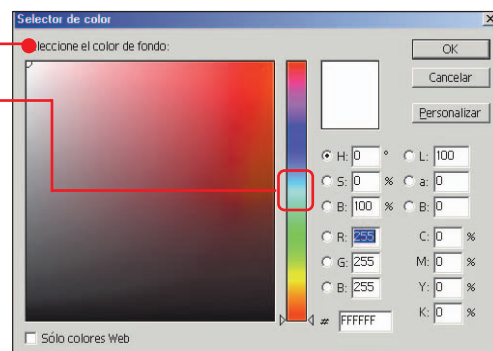 Selector de color
eleccione el color de fondo:
OK
Cancelar
Personalizar
H: 0 °
L: 100
S: 0 %
a: 0
B: 100 %
B: 0
R: 255
C: 0 %
G: 255
M: 0 %
B: 255
Y: 0 %
# FFFFFF
K: 0 %
Sólo colores Web